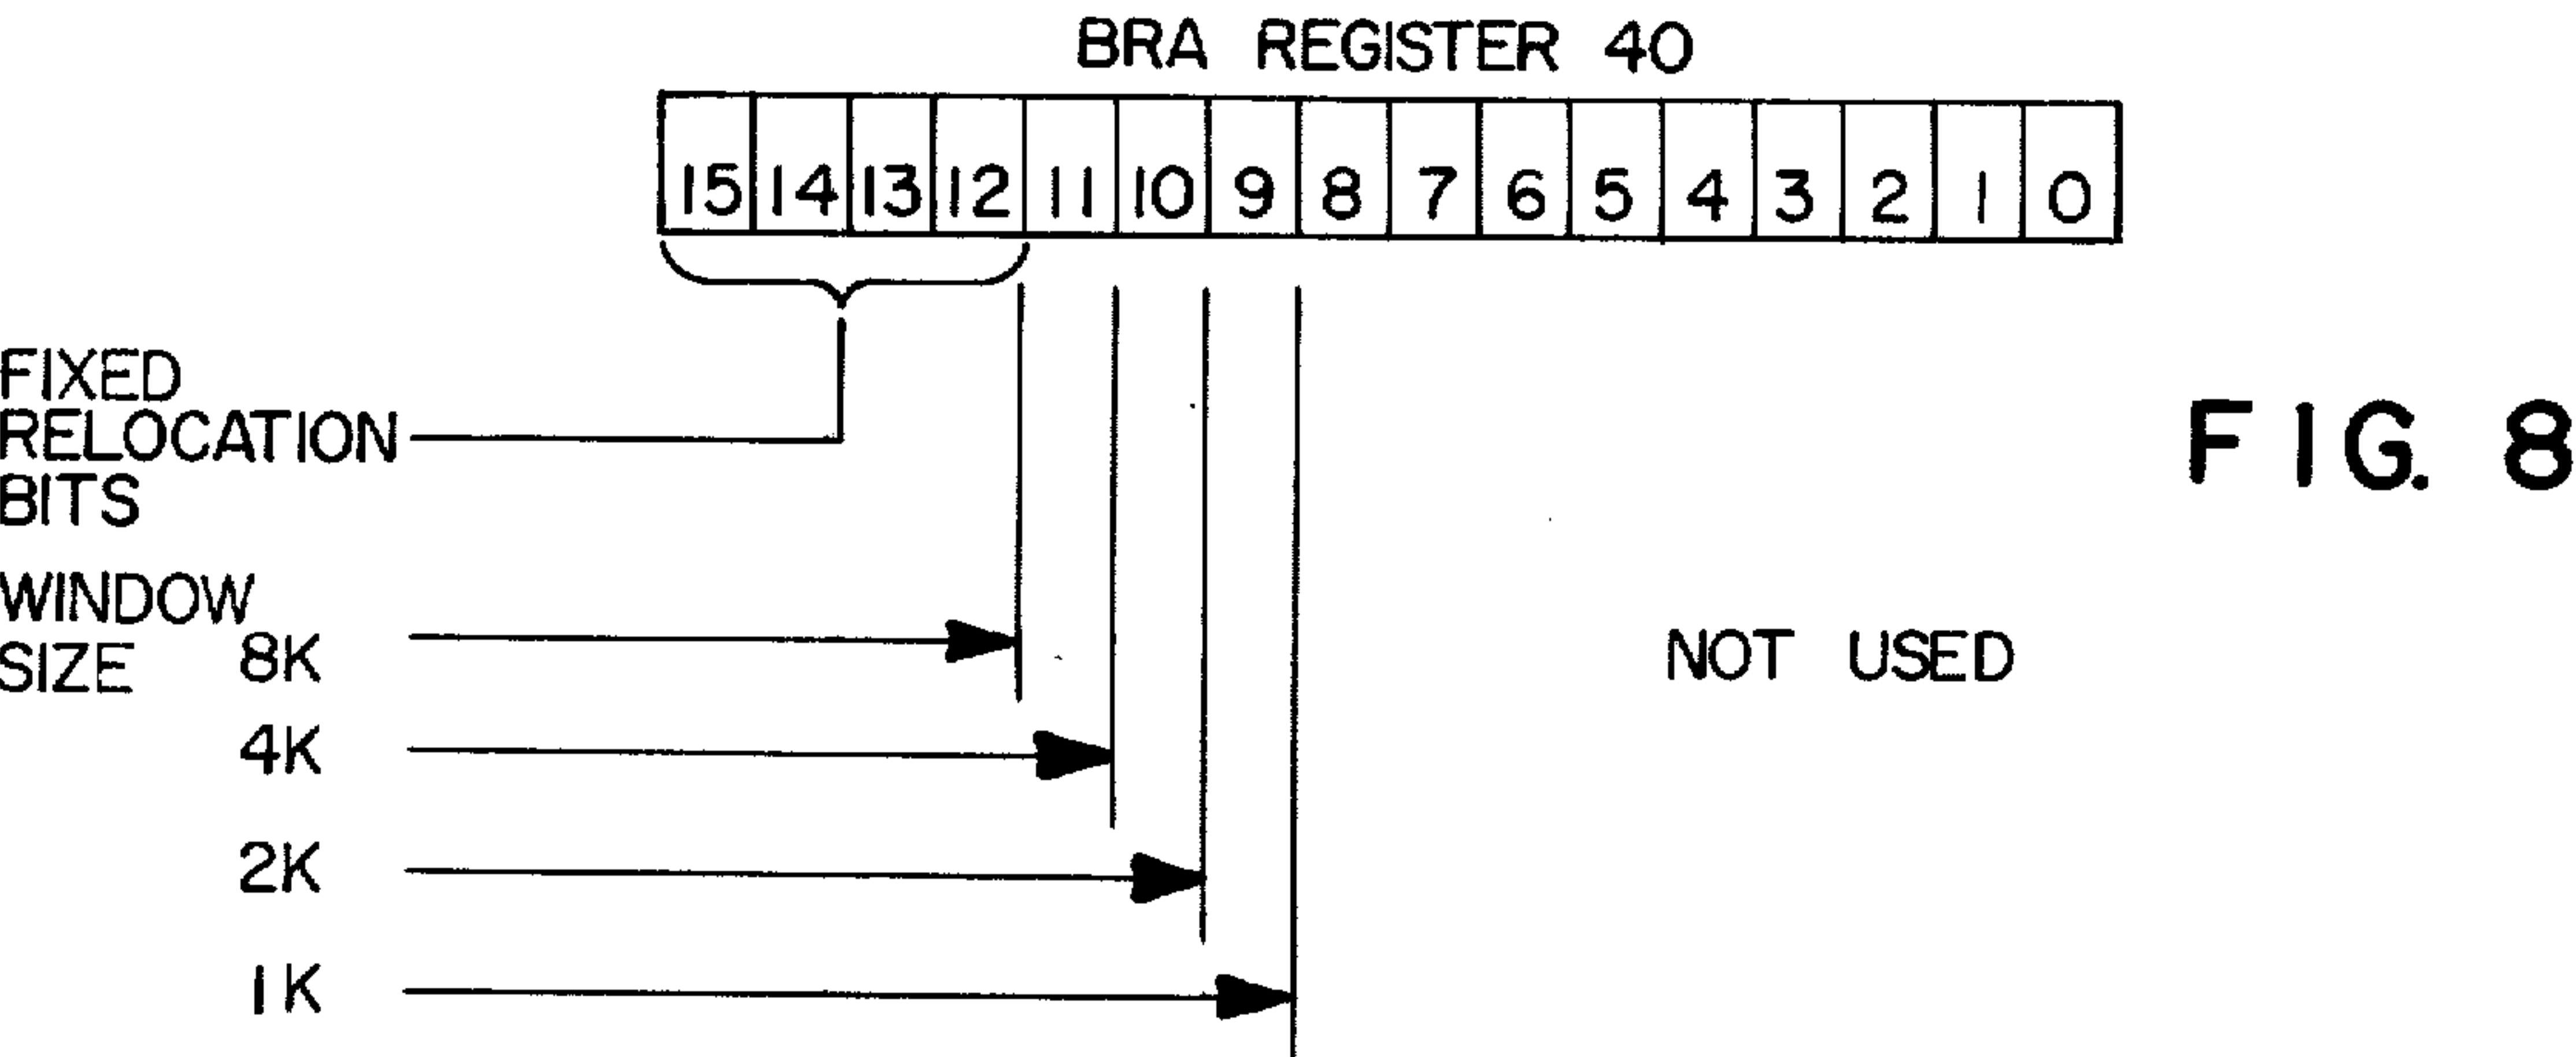 BRA REGISTER 40
15 14 13 12 11 10 9 8 7 6 5 4 3 2 1 0
FIXED
RELOCATION
BITS
FIG. 8
WINDOW
SIZE 8K
NOT USED
4K
2K
1K